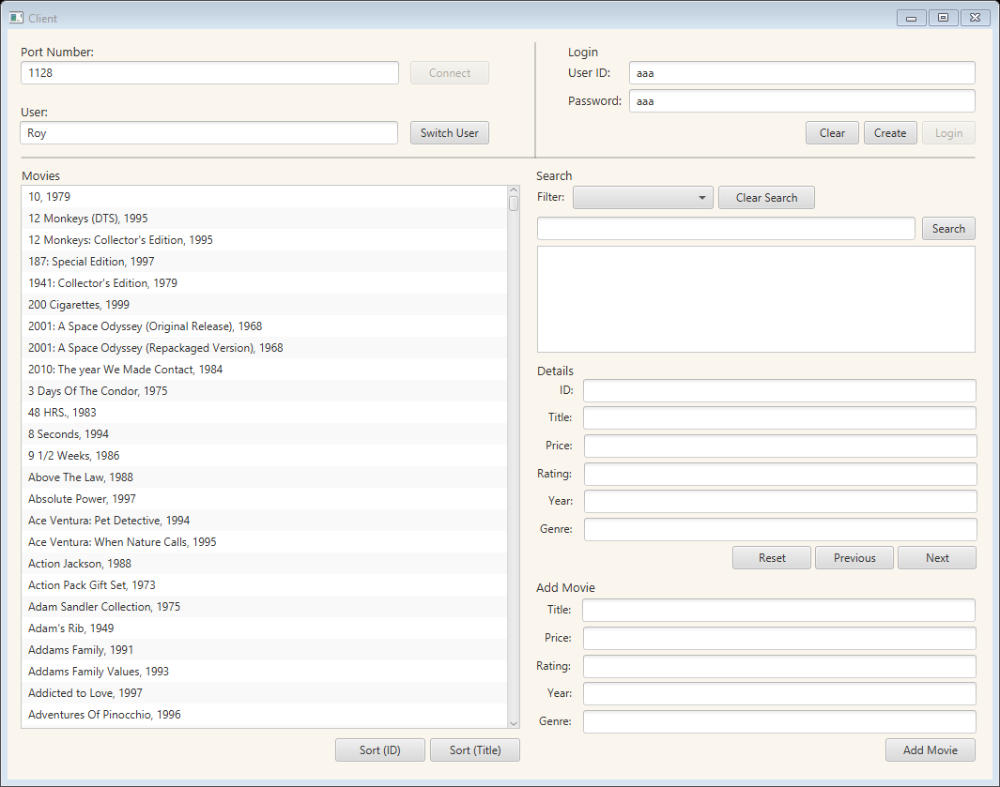 Client
Port Number:
1128
Connect
User:
Roy
Switch User
Login
User ID:
aaa
Password:
aaa
Clear
Create
Login
Movies
10, 1979
12 Monkeys (DTS), 1995
12 Monkeys: Collector's Edition, 1995
187: Special Edition, 1997
1941: Collector's Edition, 1979
200 Cigarettes, 1999
2001: A Space Odyssey (Original Release), 1968
2001: A Space Odyssey (Repackaged Version), 1968
2010: The year We Made Contact, 1984
3 Days Of The Condor, 1975
48 HRS., 1983
8 Seconds, 1994
9 1/2 Weeks, 1986
Above The Law, 1988
Absolute Power, 1997
Ace Ventura: Pet Detective, 1994
Ace Ventura: When Nature Calls, 1995
Action Jackson, 1988
Action Pack Gift Set, 1973
Adam Sandler Collection, 1975
Adam's Rib, 1949
Addams Family, 1991
Addams Family Values, 1993
Addicted to Love, 1997
Adventures Of Pinocchio, 1996
Sort (ID)
Sort (Title)
Search
Filter:
Clear Search
Search
Details
ID:
Title:
Price:
Rating:
Year:
Genre:
Reset
Previous
Next
Add Movie
Title:
Price:
Rating:
Year:
Genre:
Add Movie